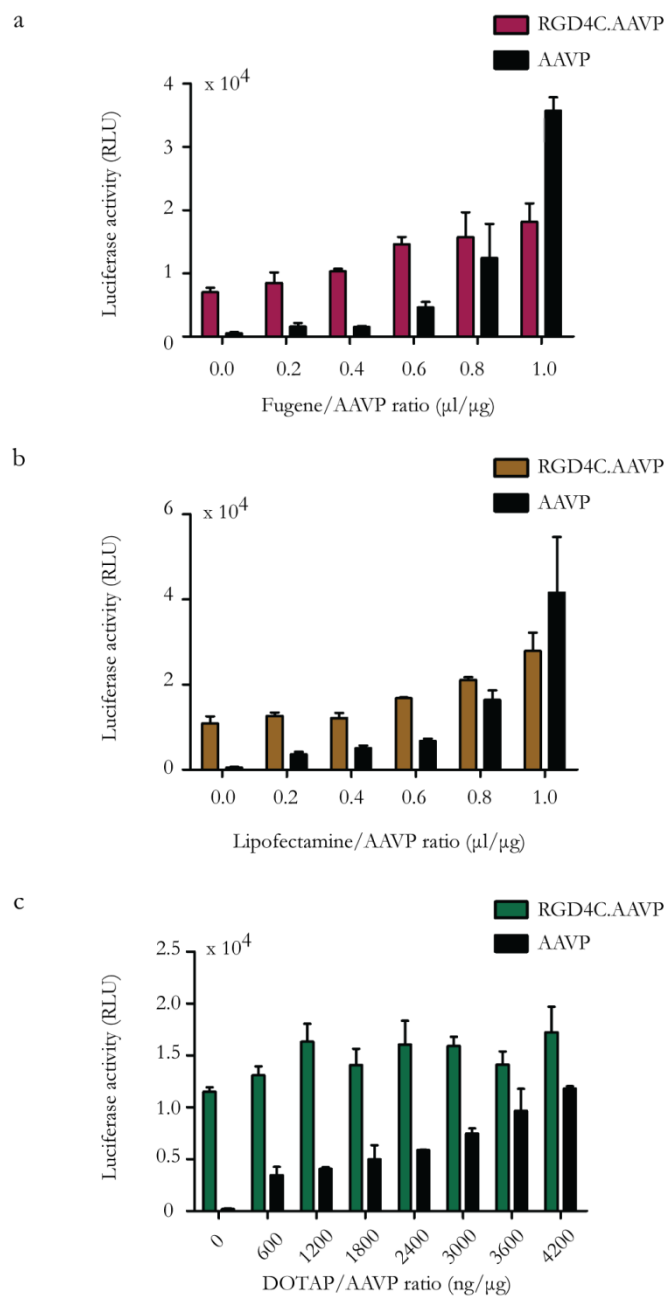 a
RGD4C.AAVP
AAVP
x 10⁴
Luciferase activity (RLU)
4
3
2
1
0
0.0 0.2 0.4 0.6 0.8 1.0
Fugene/AAVP ratio (μl/μg)
b
RGD4C.AAVP
AAVP
x 10⁴
Luciferase activity (RLU)
6
4
2
0
0.0 0.2 0.4 0.6 0.8 1.0
Lipofectamine/AAVP ratio (μl/μg)
c
RGD4C.AAVP
AAVP
x 10⁴
Luciferase activity (RLU)
2.5
2.0
1.5
1.0
0.5
0
0 600 1200 1800 2400 3000 3600 4200
DOTAP/AAVP ratio (ng/μg)